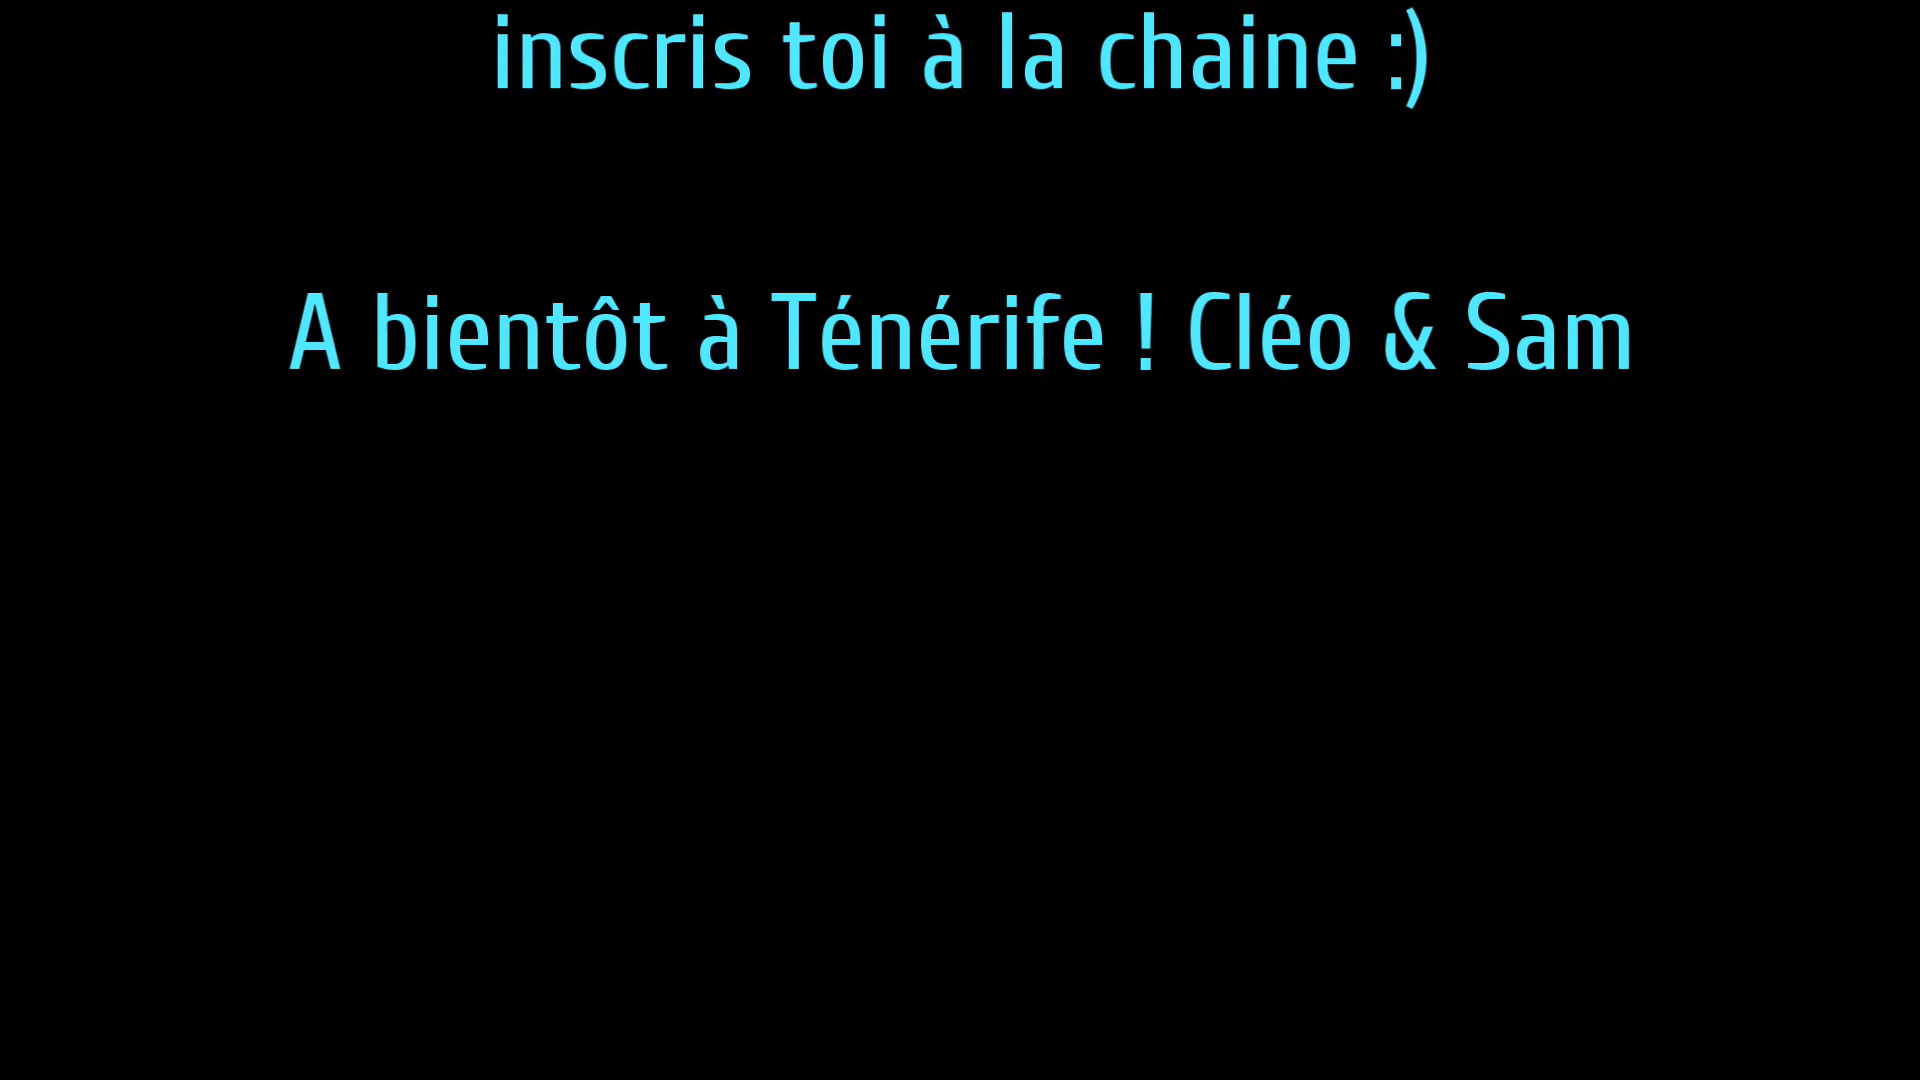 inscris toi à la chaine :)
A bientôt à Ténérife ! Cléo & Sam